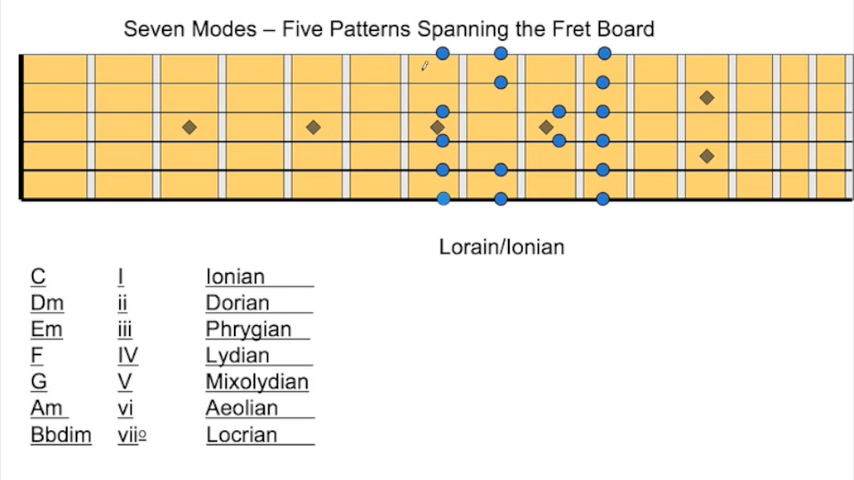 Seven Modes – Five Patterns Spanning the Fret Board
Lorain/Ionian
C I Ionian
Dm ii Dorian
Em iii Phrygian
F IV Lydian
G V Mixolydian
Am vi Aeolian
Bbdim viio Locrian